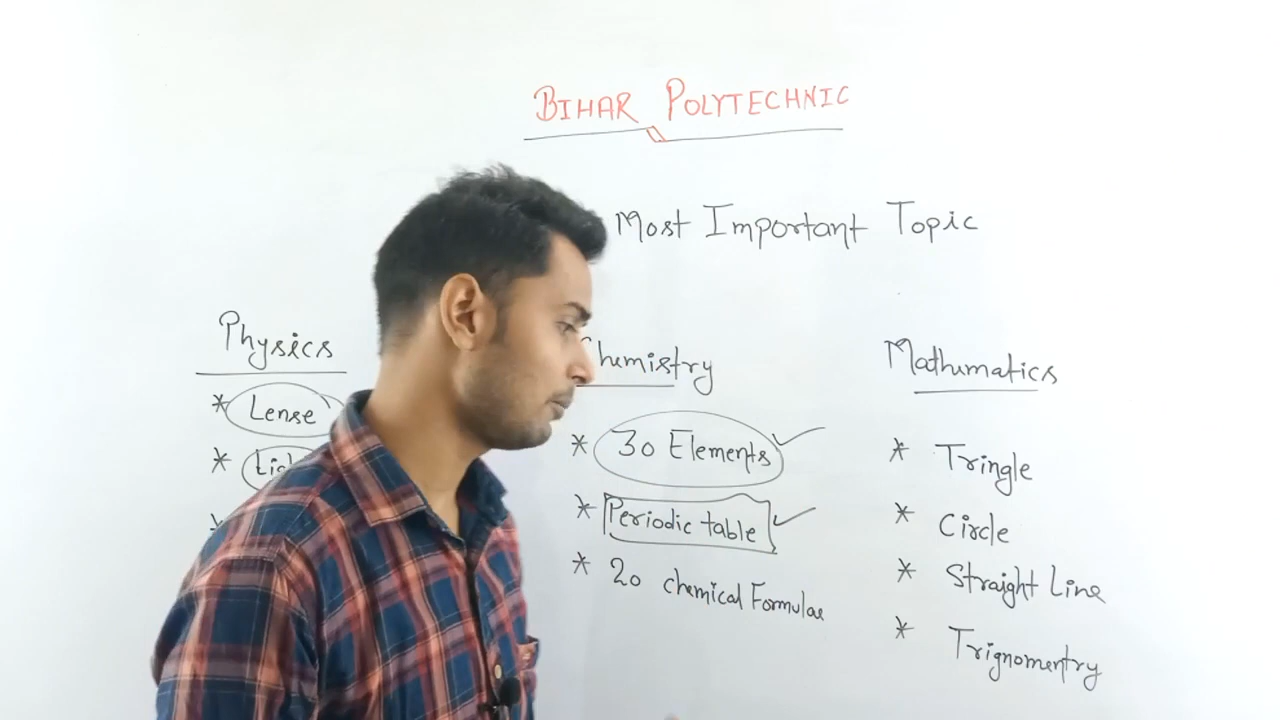 BIHAR POLYTECHNIC
Most Important Topic
Physics
* Lense
*
*
Chemistry
* 30 Elements
* Periodic table
* 20 chemical Formulae
Mathematics
* Tringle
* Circle
* Straight Line
* Trignomentry